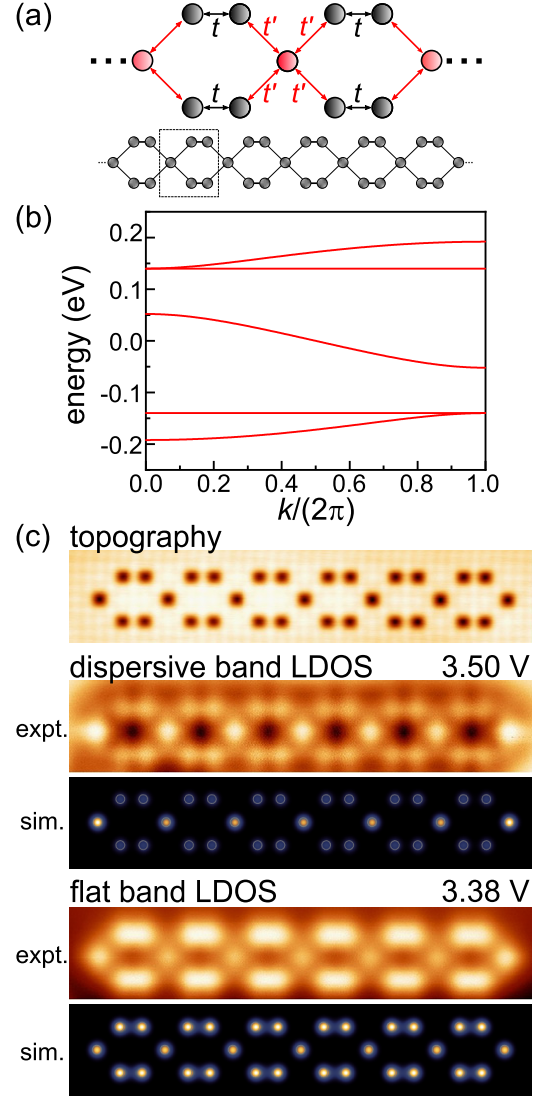 (a)
t t' t' t
t t' t' t
(b)
energy (eV)
0.2
0.1
0.0
-0.1
-0.2
0.0 0.2 0.4 0.6 0.8 1.0
k/(2π)
(c) topography
dispersive band LDOS 3.50 V
expt.
sim.
flat band LDOS 3.38 V
expt.
sim.